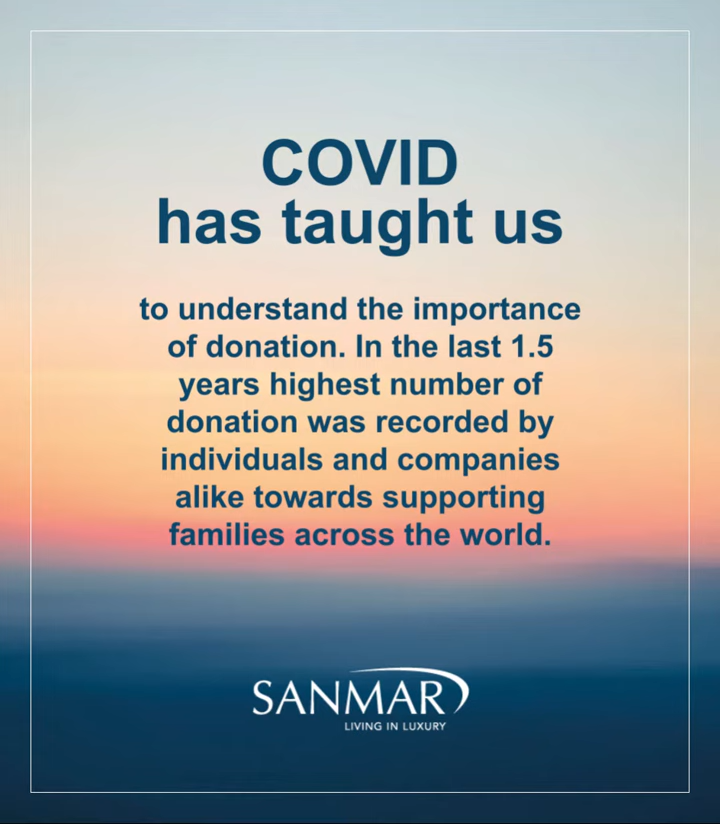 COVID
has taught us
to understand the importance
of donation. In the last 1.5
years highest number of
donation was recorded by
individuals and companies
alike towards supporting
families across the world.
SANMAR
LIVING IN LUXURY